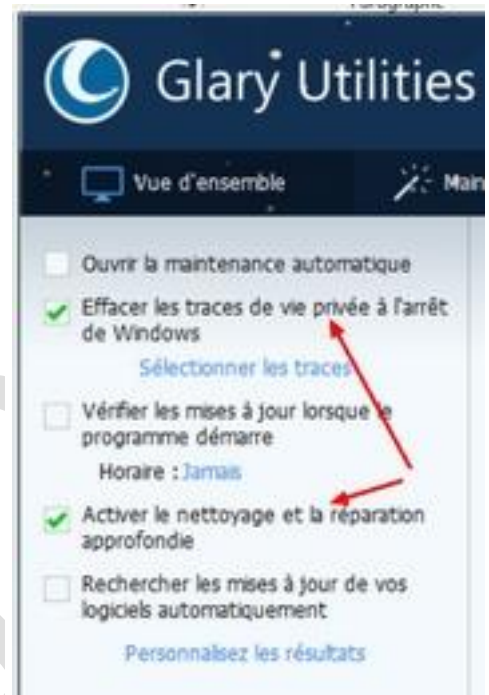 Glary Utilities
Vue d'ensemble
Main
Ouvrir la maintenance automatique
Effacer les traces de vie privée à l'arrêt
de Windows
Sélectionner les traces
Vérifier les mises à jour lorsque le
programme démarre
Horaire : Jamais
Activer le nettoyage et la réparation
approfondie
Rechercher les mises à jour de vos
logiciels automatiquement
Personnalisez les résultats